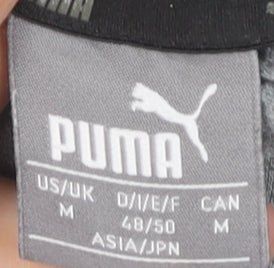 PUMA
US/UK D/I/E/F CAN
M 48/50 M
ASIA/JPN